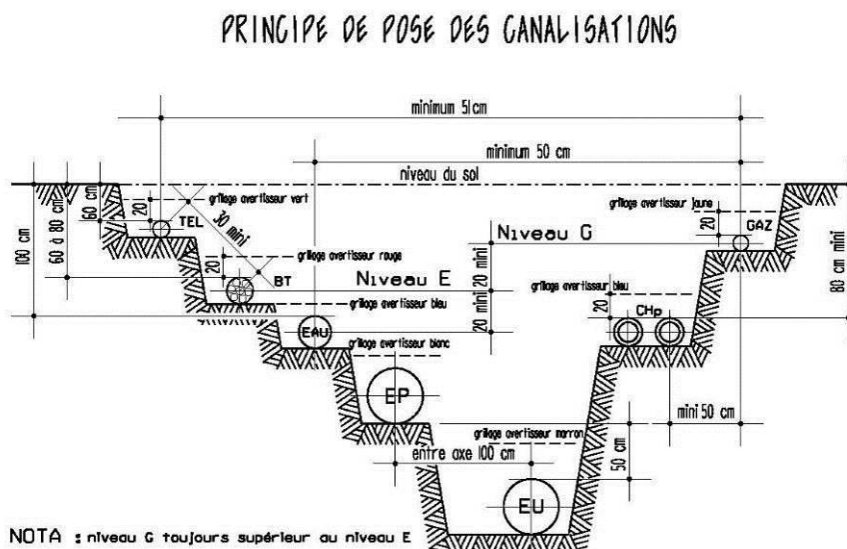 PRINCIPE DE POSE DES CANALISATIONS
minimum 51cm
minimum 50 cm
niveau du sol
grillage avertisseur vert
grillage avertisseur jaune
60 cm
20
TEL
20
GAZ
30 mini
Niveau G
100 cm
60 à 80 cm
grillage avertisseur rouge
20
BT
Niveau E
20 mini
20 mini
grillage avertisseur bleu
20
CHp
80 cm mini
grillage avertisseur bleu
EAU
grillage avertisseur blanc
EP
mini 50 cm
grillage avertisseur marron
entre axe 100 cm
50 cm
EU
NOTA : niveau G toujours supérieur au niveau E